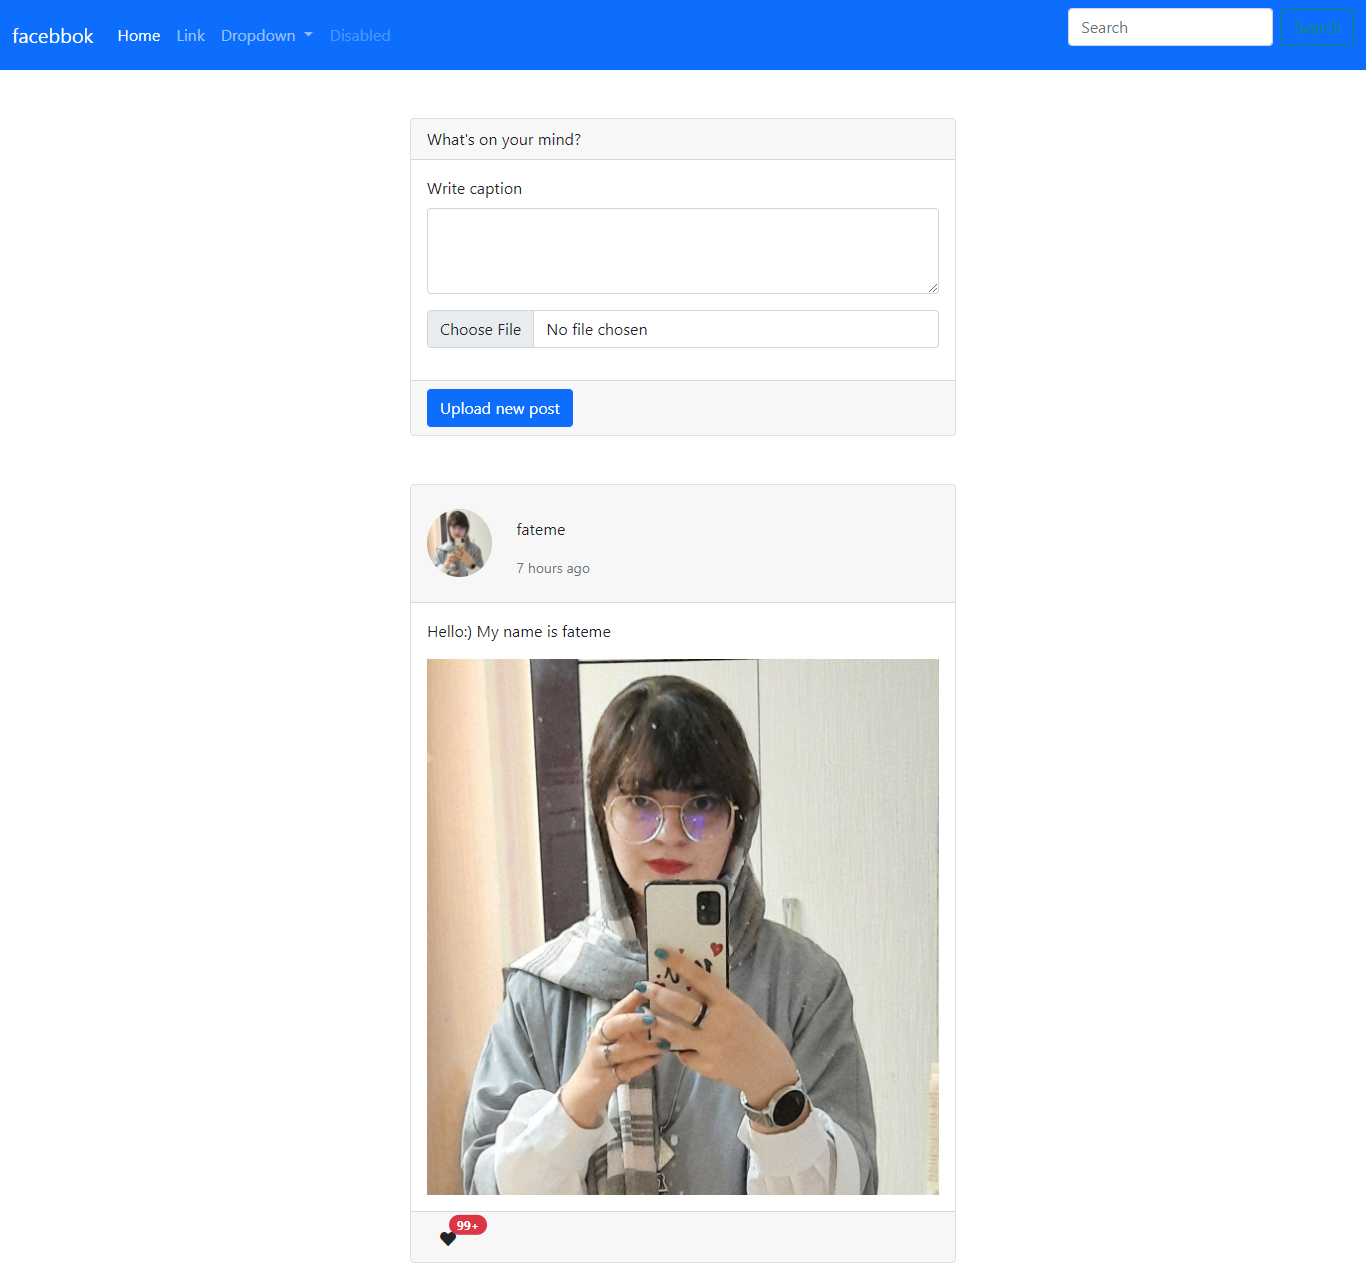 facebbok Home Link Dropdown Disabled Search Search
What's on your mind?
Write caption
Choose File No file chosen
Upload new post
fateme
7 hours ago
Hello:) My name is fateme
99+